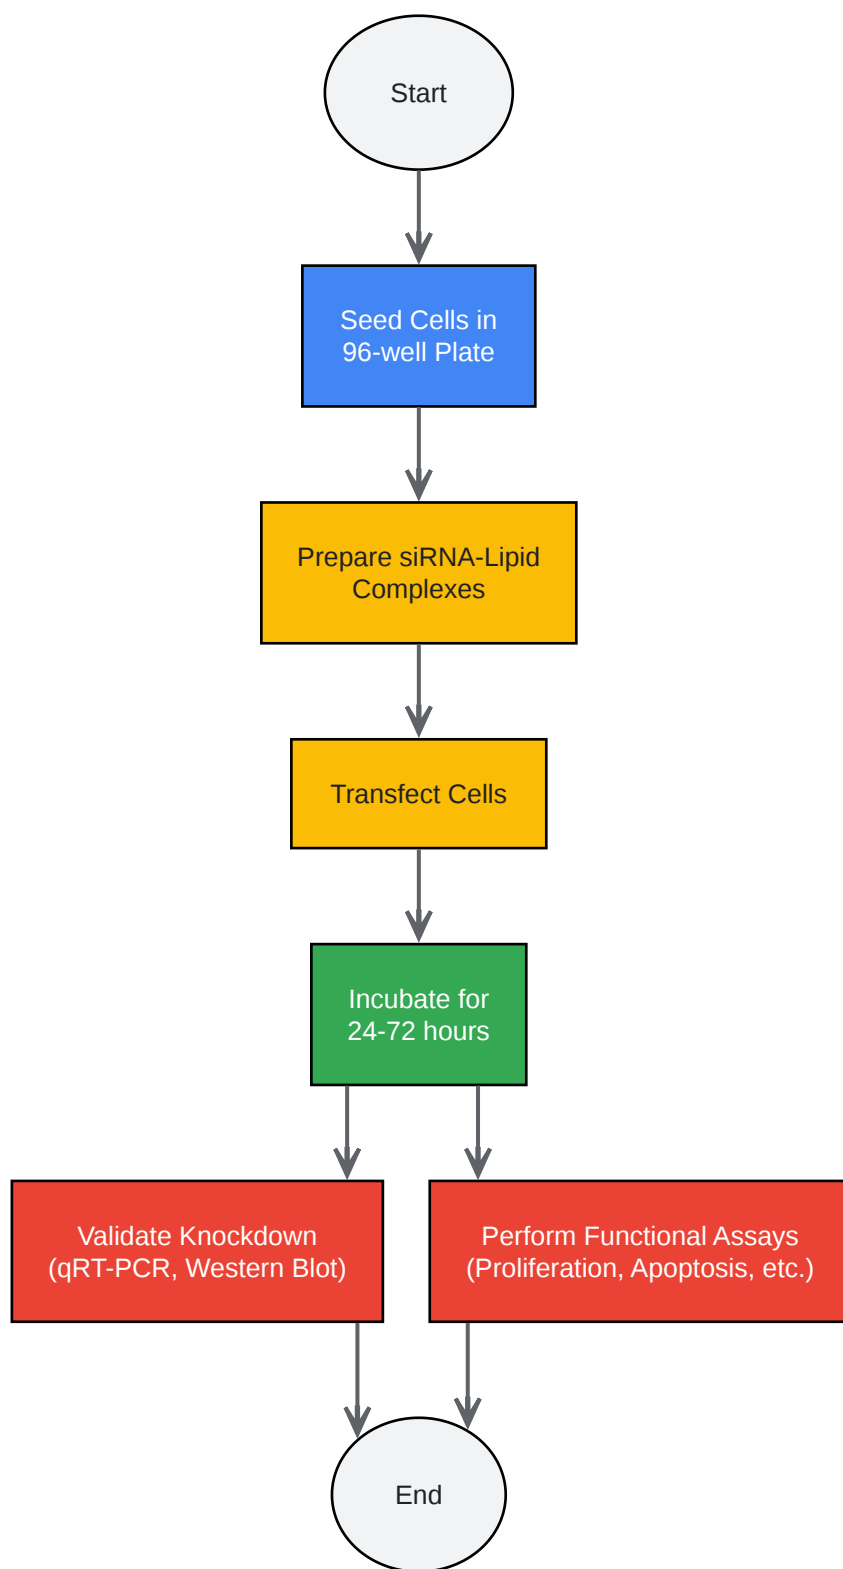 Start
Seed Cells in
96-well Plate
Prepare siRNA-Lipid
Complexes
Transfect Cells
Incubate for
24-72 hours
Validate Knockdown
(qRT-PCR, Western Blot)
Perform Functional Assays
(Proliferation, Apoptosis, etc.)
End